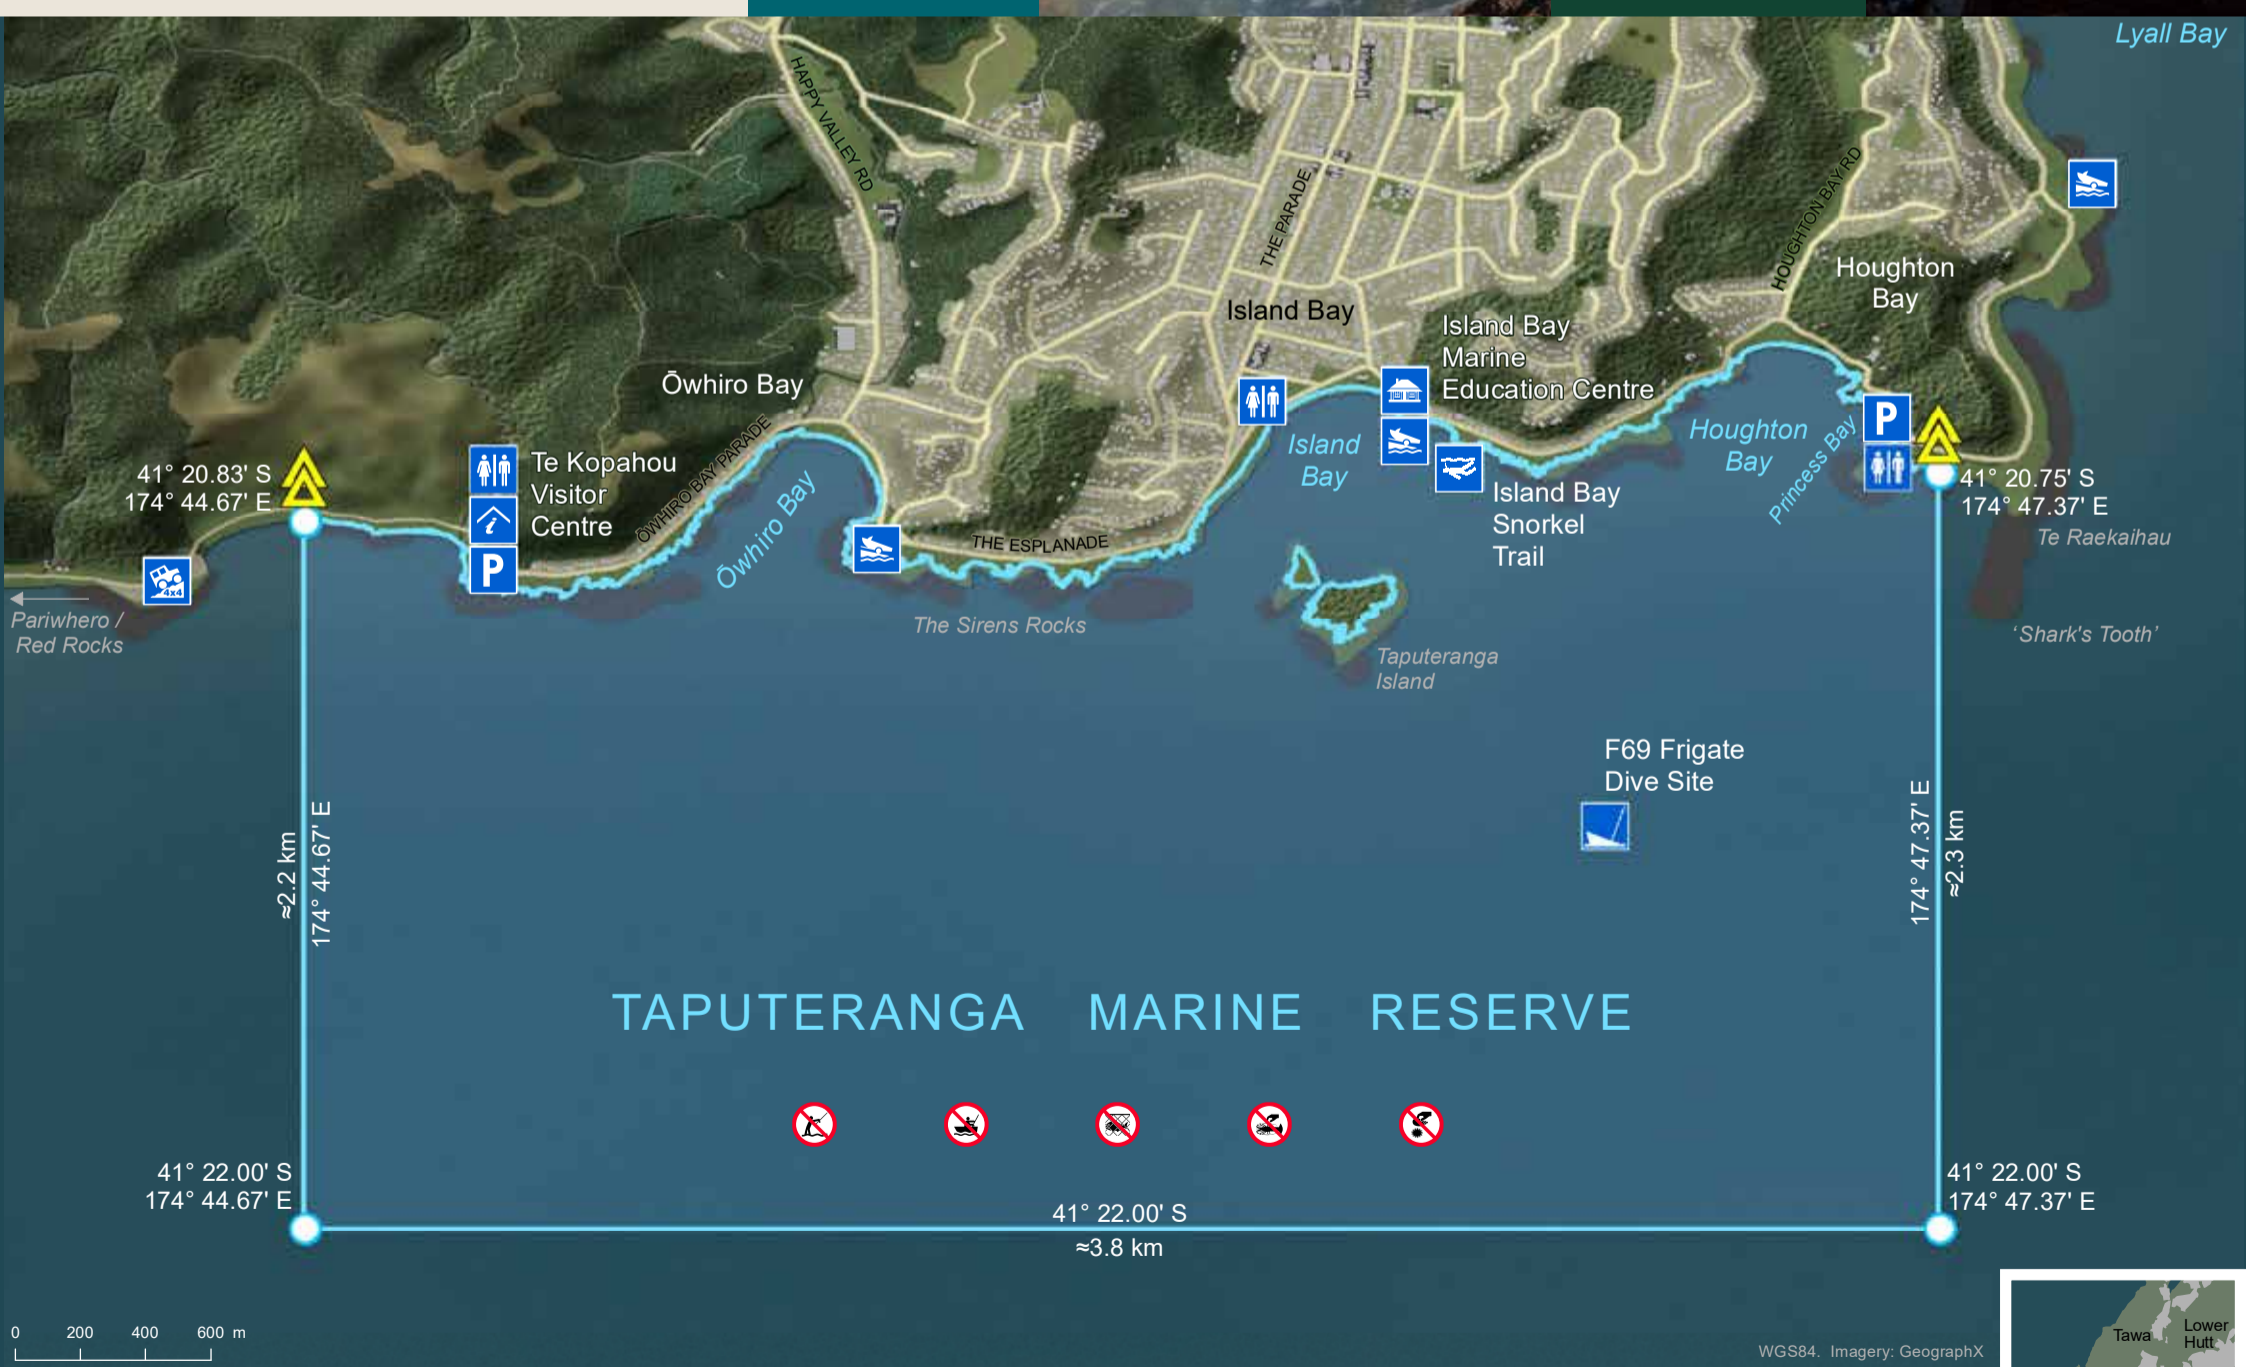 Lyall Bay
HAPPY VALLEY RD
THE PARADE
HOUGHTON BAY RD
Houghton
Bay
Island Bay
Island Bay
Marine
Education Centre
Ōwhiro Bay
ŌWHIRO BAY PARADE
Ōwhiro Bay
Island
Bay
Houghton
Bay
Princess Bay
P
41° 20.83' S
174° 44.67' E
Te Kopahou
Visitor
Centre
i
P
41° 20.75' S
174° 47.37' E
Island Bay
Snorkel
Trail
THE ESPLANADE
Te Raekaihau
4x4
Pariwhero /
Red Rocks
The Sirens Rocks
'Shark's Tooth'
Taputeranga
Island
F69 Frigate
Dive Site
≈2.2 km
174° 44.67' E
174° 47.37' E
≈2.3 km
TAPUTERANGA MARINE RESERVE
41° 22.00' S
174° 44.67' E
41° 22.00' S
174° 47.37' E
41° 22.00' S
≈3.8 km
0 200 400 600 m
WGS84. Imagery: GeographX
Tawa
Lower
Hutt